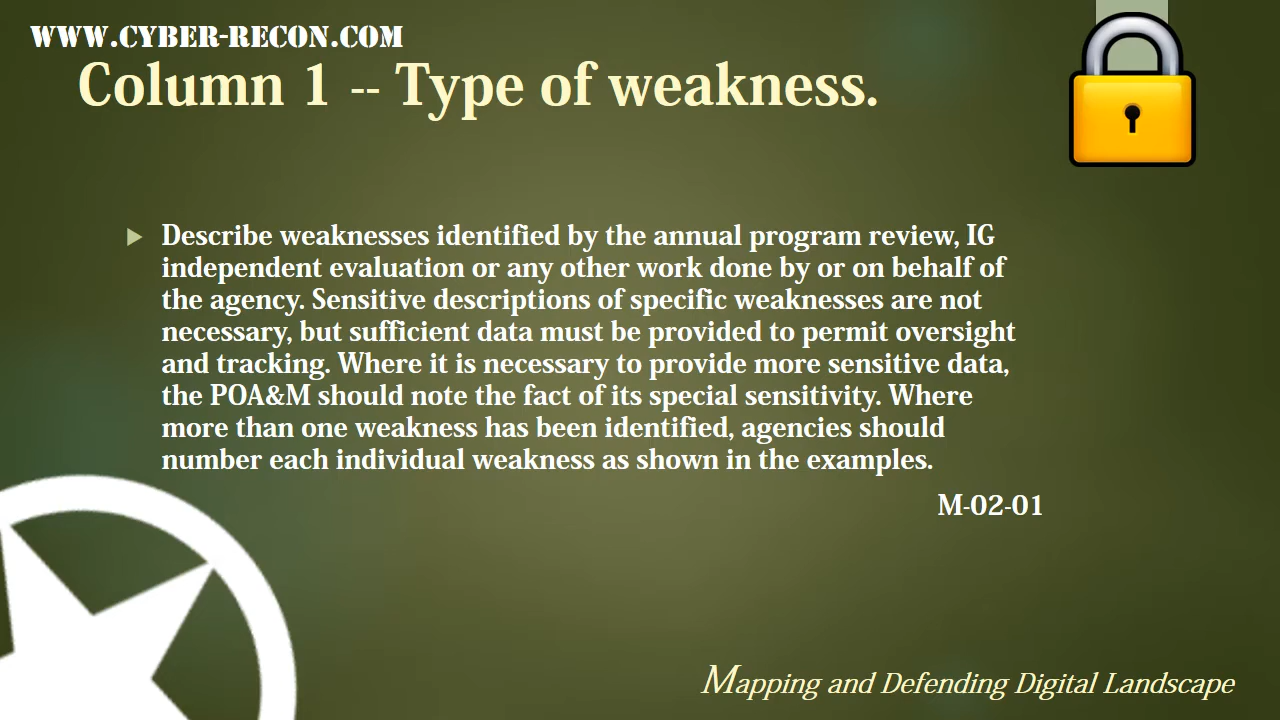 WWW.CYBER-RECON.COM
Column 1 -- Type of weakness.
Describe weaknesses identified by the annual program review, IG
independent evaluation or any other work done by or on behalf of
the agency. Sensitive descriptions of specific weaknesses are not
necessary, but sufficient data must be provided to permit oversight
and tracking. Where it is necessary to provide more sensitive data,
the POA&M should note the fact of its special sensitivity. Where
more than one weakness has been identified, agencies should
number each individual weakness as shown in the examples.
M-02-01
Mapping and Defending Digital Landscape